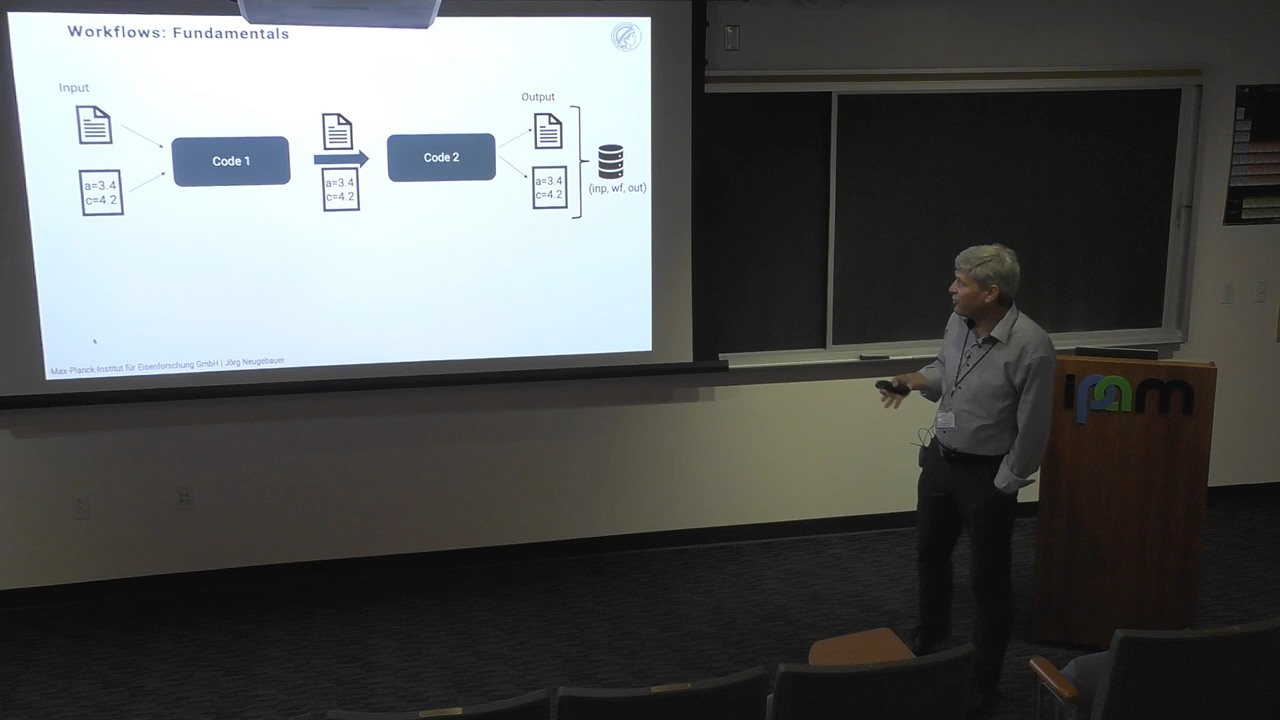 Workflows: Fundamentals
Input
a=3.4
c=4.2
Code 1
a=3.4
c=4.2
Code 2
Output
a=3.4
c=4.2
(inp, wf, out)
Max-Planck-Institut für Eisenforschung GmbH | Jörg Neugebauer
ipam